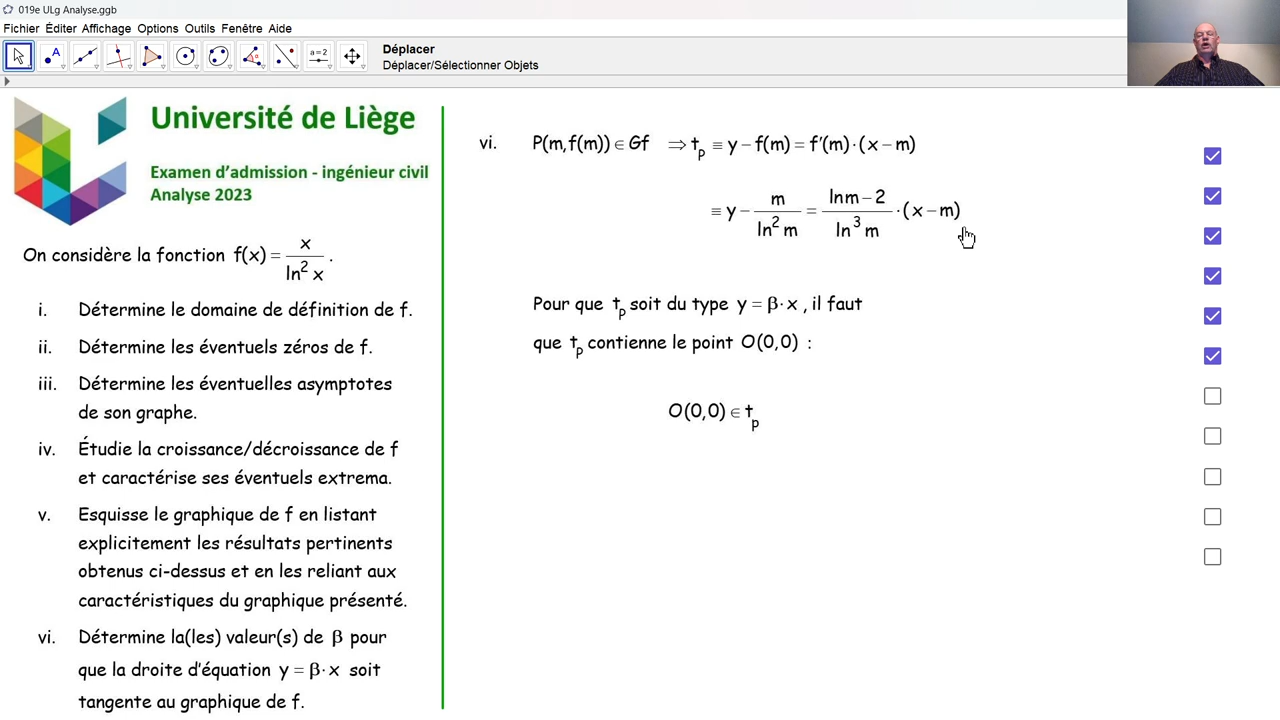 019e ULg Analyse.ggb
Fichier Éditer Affichage Options Outils Fenêtre Aide
A
a=2
Déplacer
Déplacer/Sélectionner Objets
Université de Liège
Examen d'admission - ingénieur civil
Analyse 2023
On considère la fonction f(x) = x / ln² x .
i. Détermine le domaine de définition de f.
ii. Détermine les éventuels zéros de f.
iii. Détermine les éventuelles asymptotes
de son graphe.
iv. Étudie la croissance/décroissance de f
et caractérise ses éventuels extrema.
v. Esquisse le graphique de f en listant
explicitement les résultats pertinents
obtenus ci-dessus et en les reliant aux
caractéristiques du graphique présenté.
vi. Détermine la(les) valeur(s) de β pour
que la droite d'équation y = β·x soit
tangente au graphique de f.
vi. P(m,f(m)) ∈ Gf ⇒ t_p ≡ y − f(m) = f'(m)·(x − m)
≡ y − m / ln² m = (lnm − 2) / ln³ m ·(x − m)
Pour que t_p soit du type y = β·x , il faut
que t_p contienne le point O(0,0) :
O(0,0) ∈ t_p